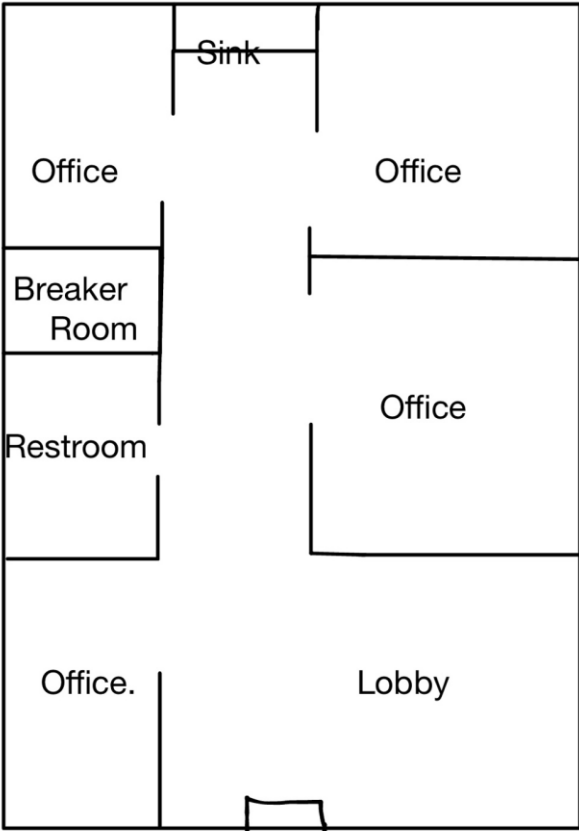 Sink
Office
Office
Breaker
Room
Office
Restroom
Office.
Lobby